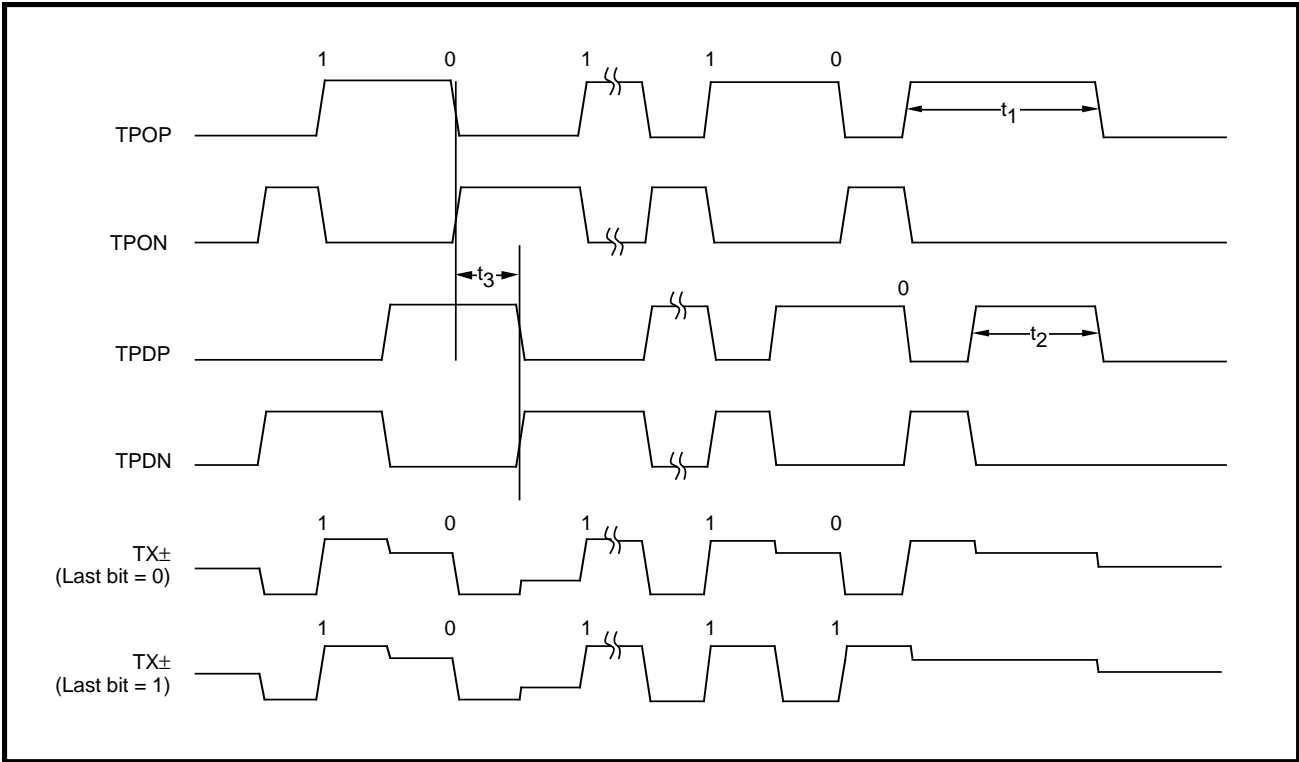 1 0 1 1 0
TPOP
t1
TPON
t3
0
TPDP
t2
TPDN
1 0 1 1 0
TX±
(Last bit = 0)
1 0 1 1 1
TX±
(Last bit = 1)